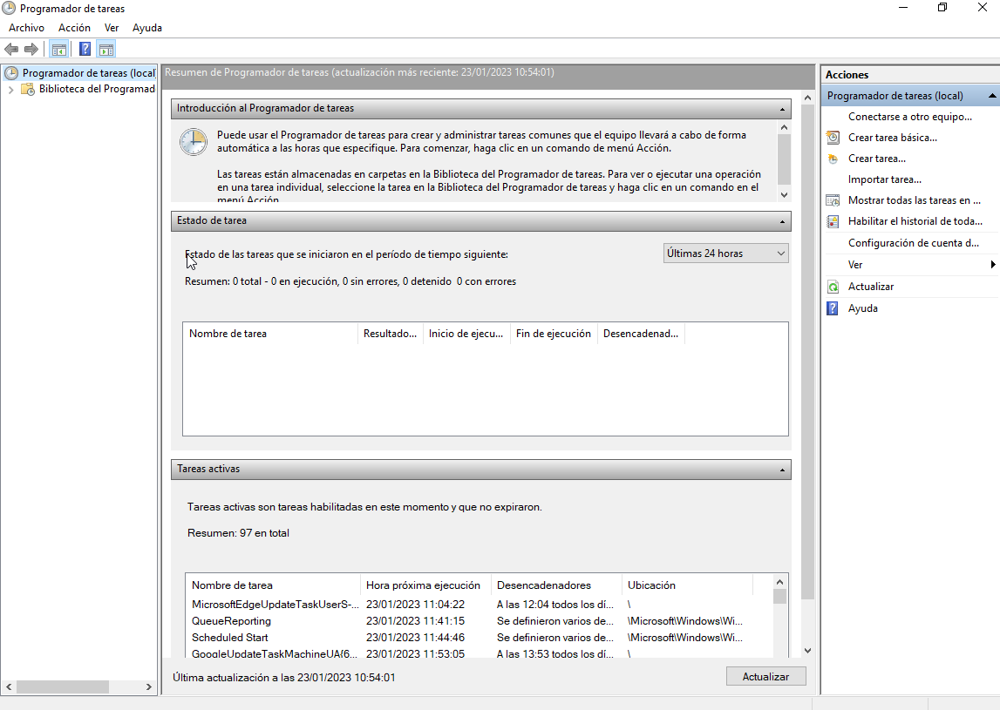 Programador de tareas
Archivo Acción Ver Ayuda
Programador de tareas (local
Biblioteca del Programad
Resumen de Programador de tareas (actualización más reciente: 23/01/2023 10:54:01)
Introducción al Programador de tareas
Puede usar el Programador de tareas para crear y administrar tareas comunes que el equipo llevará a cabo de forma
automática a las horas que especifique. Para comenzar, haga clic en un comando de menú Acción.
Las tareas están almacenadas en carpetas en la Biblioteca del Programador de tareas. Para ver o ejecutar una operación
en una tarea individual, seleccione la tarea en la Biblioteca del Programador de tareas y haga clic en un comando en el
menú Acción
Estado de tarea
Estado de las tareas que se iniciaron en el período de tiempo siguiente:
Últimas 24 horas
Resumen: 0 total - 0 en ejecución, 0 sin errores, 0 detenido 0 con errores
Nombre de tarea Resultado... Inicio de ejecu... Fin de ejecución Desencadenad...
Tareas activas
Tareas activas son tareas habilitadas en este momento y que no expiraron.
Resumen: 97 en total
Nombre de tarea Hora próxima ejecución Desencadenadores Ubicación
MicrosoftEdgeUpdateTaskUserS-... 23/01/2023 11:04:22 A las 12:04 todos los dí... \
QueueReporting 23/01/2023 11:41:15 Se definieron varios de... \Microsoft\Windows\Wi...
Scheduled Start 23/01/2023 11:44:46 Se definieron varios de... \Microsoft\Windows\Wi...
GoogleUpdateTaskMachineUA{6... 23/01/2023 11:53:05 A las 13:53 todos los dí... \
Última actualización a las 23/01/2023 10:54:01
Actualizar
Acciones
Programador de tareas (local)
Conectarse a otro equipo...
Crear tarea básica...
Crear tarea...
Importar tarea...
Mostrar todas las tareas en ...
Habilitar el historial de toda...
Configuración de cuenta d...
Ver
Actualizar
Ayuda